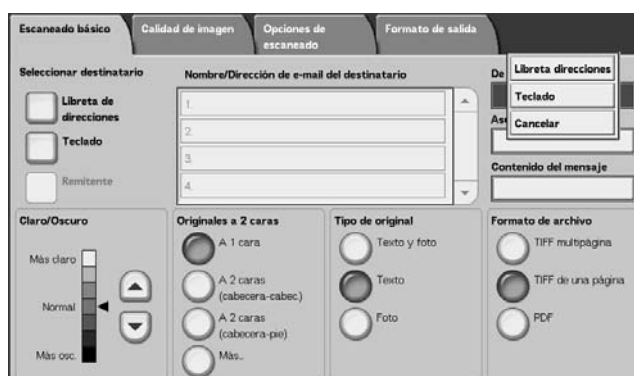 Escaneado básico
Calidad de imagen
Opciones de
escaneado
Formato de salida
Seleccionar destinatario
Libreta de
direcciones
Teclado
Remitente
Nombre/Dirección de e-mail del destinatario
1.
2.
3.
4.
De
Libreta direcciones
Teclado
Cancelar
Contenido del mensaje
Claro/Oscuro
Más claro
Normal
Más osc.
Originales a 2 caras
A 1 cara
A 2 caras
(cabecera-cabec.)
A 2 caras
(cabecera-pie)
Más...
Tipo de original
Texto y foto
Texto
Foto
Formato de archivo
TIFF multipágina
TIFF de una página
PDF